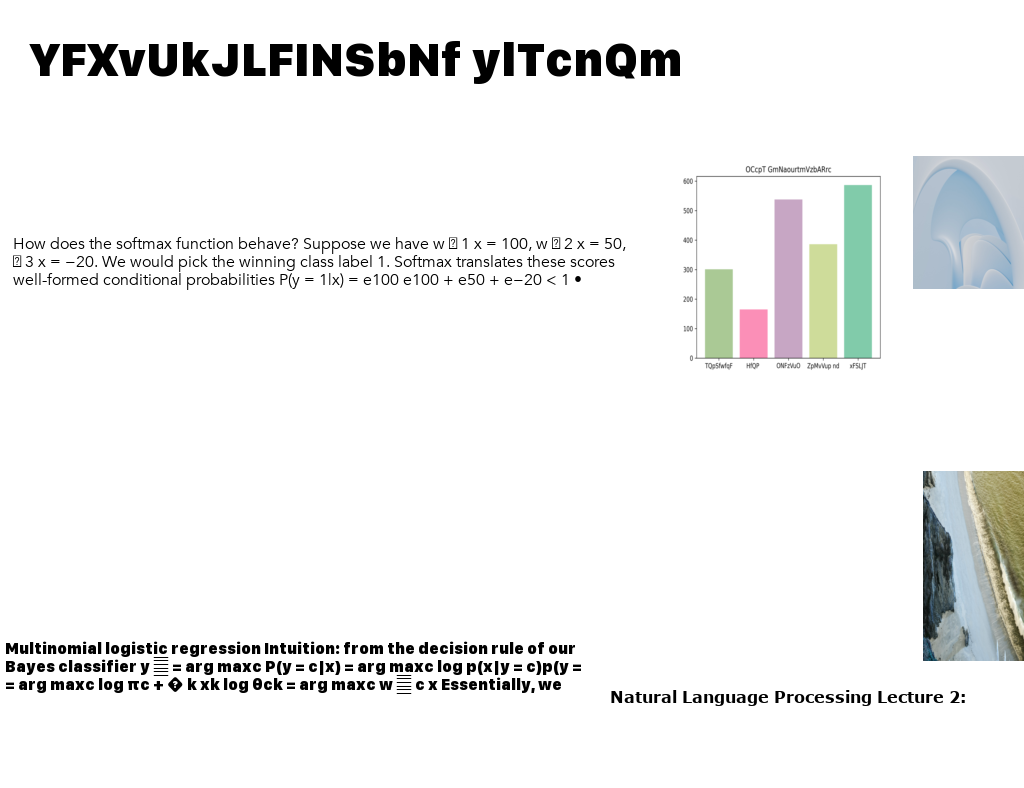 YFXvUkJLFINSbNf ylTcnQm
OCcpT GmNaourtmVzbARrc
600
500
400
300
200
100
0
TQpSfwfqF HfQP ONFzVuO ZpMvVup nd xFSLJT
How does the softmax function behave? Suppose we have w 1 x = 100, w 2 x = 50,
3 x = −20. We would pick the winning class label 1. Softmax translates these scores
well-formed conditional probabilities P(y = 1|x) = e100 e100 + e50 + e−20 < 1 •
Multinomial logistic regression Intuition: from the decision rule of our
Bayes classifier y = arg maxc P(y = c|x) = arg maxc log p(x|y = c)p(y =
= arg maxc log πc + � k xk log θck = arg maxc w c x Essentially, we
Natural Language Processing Lecture 2: